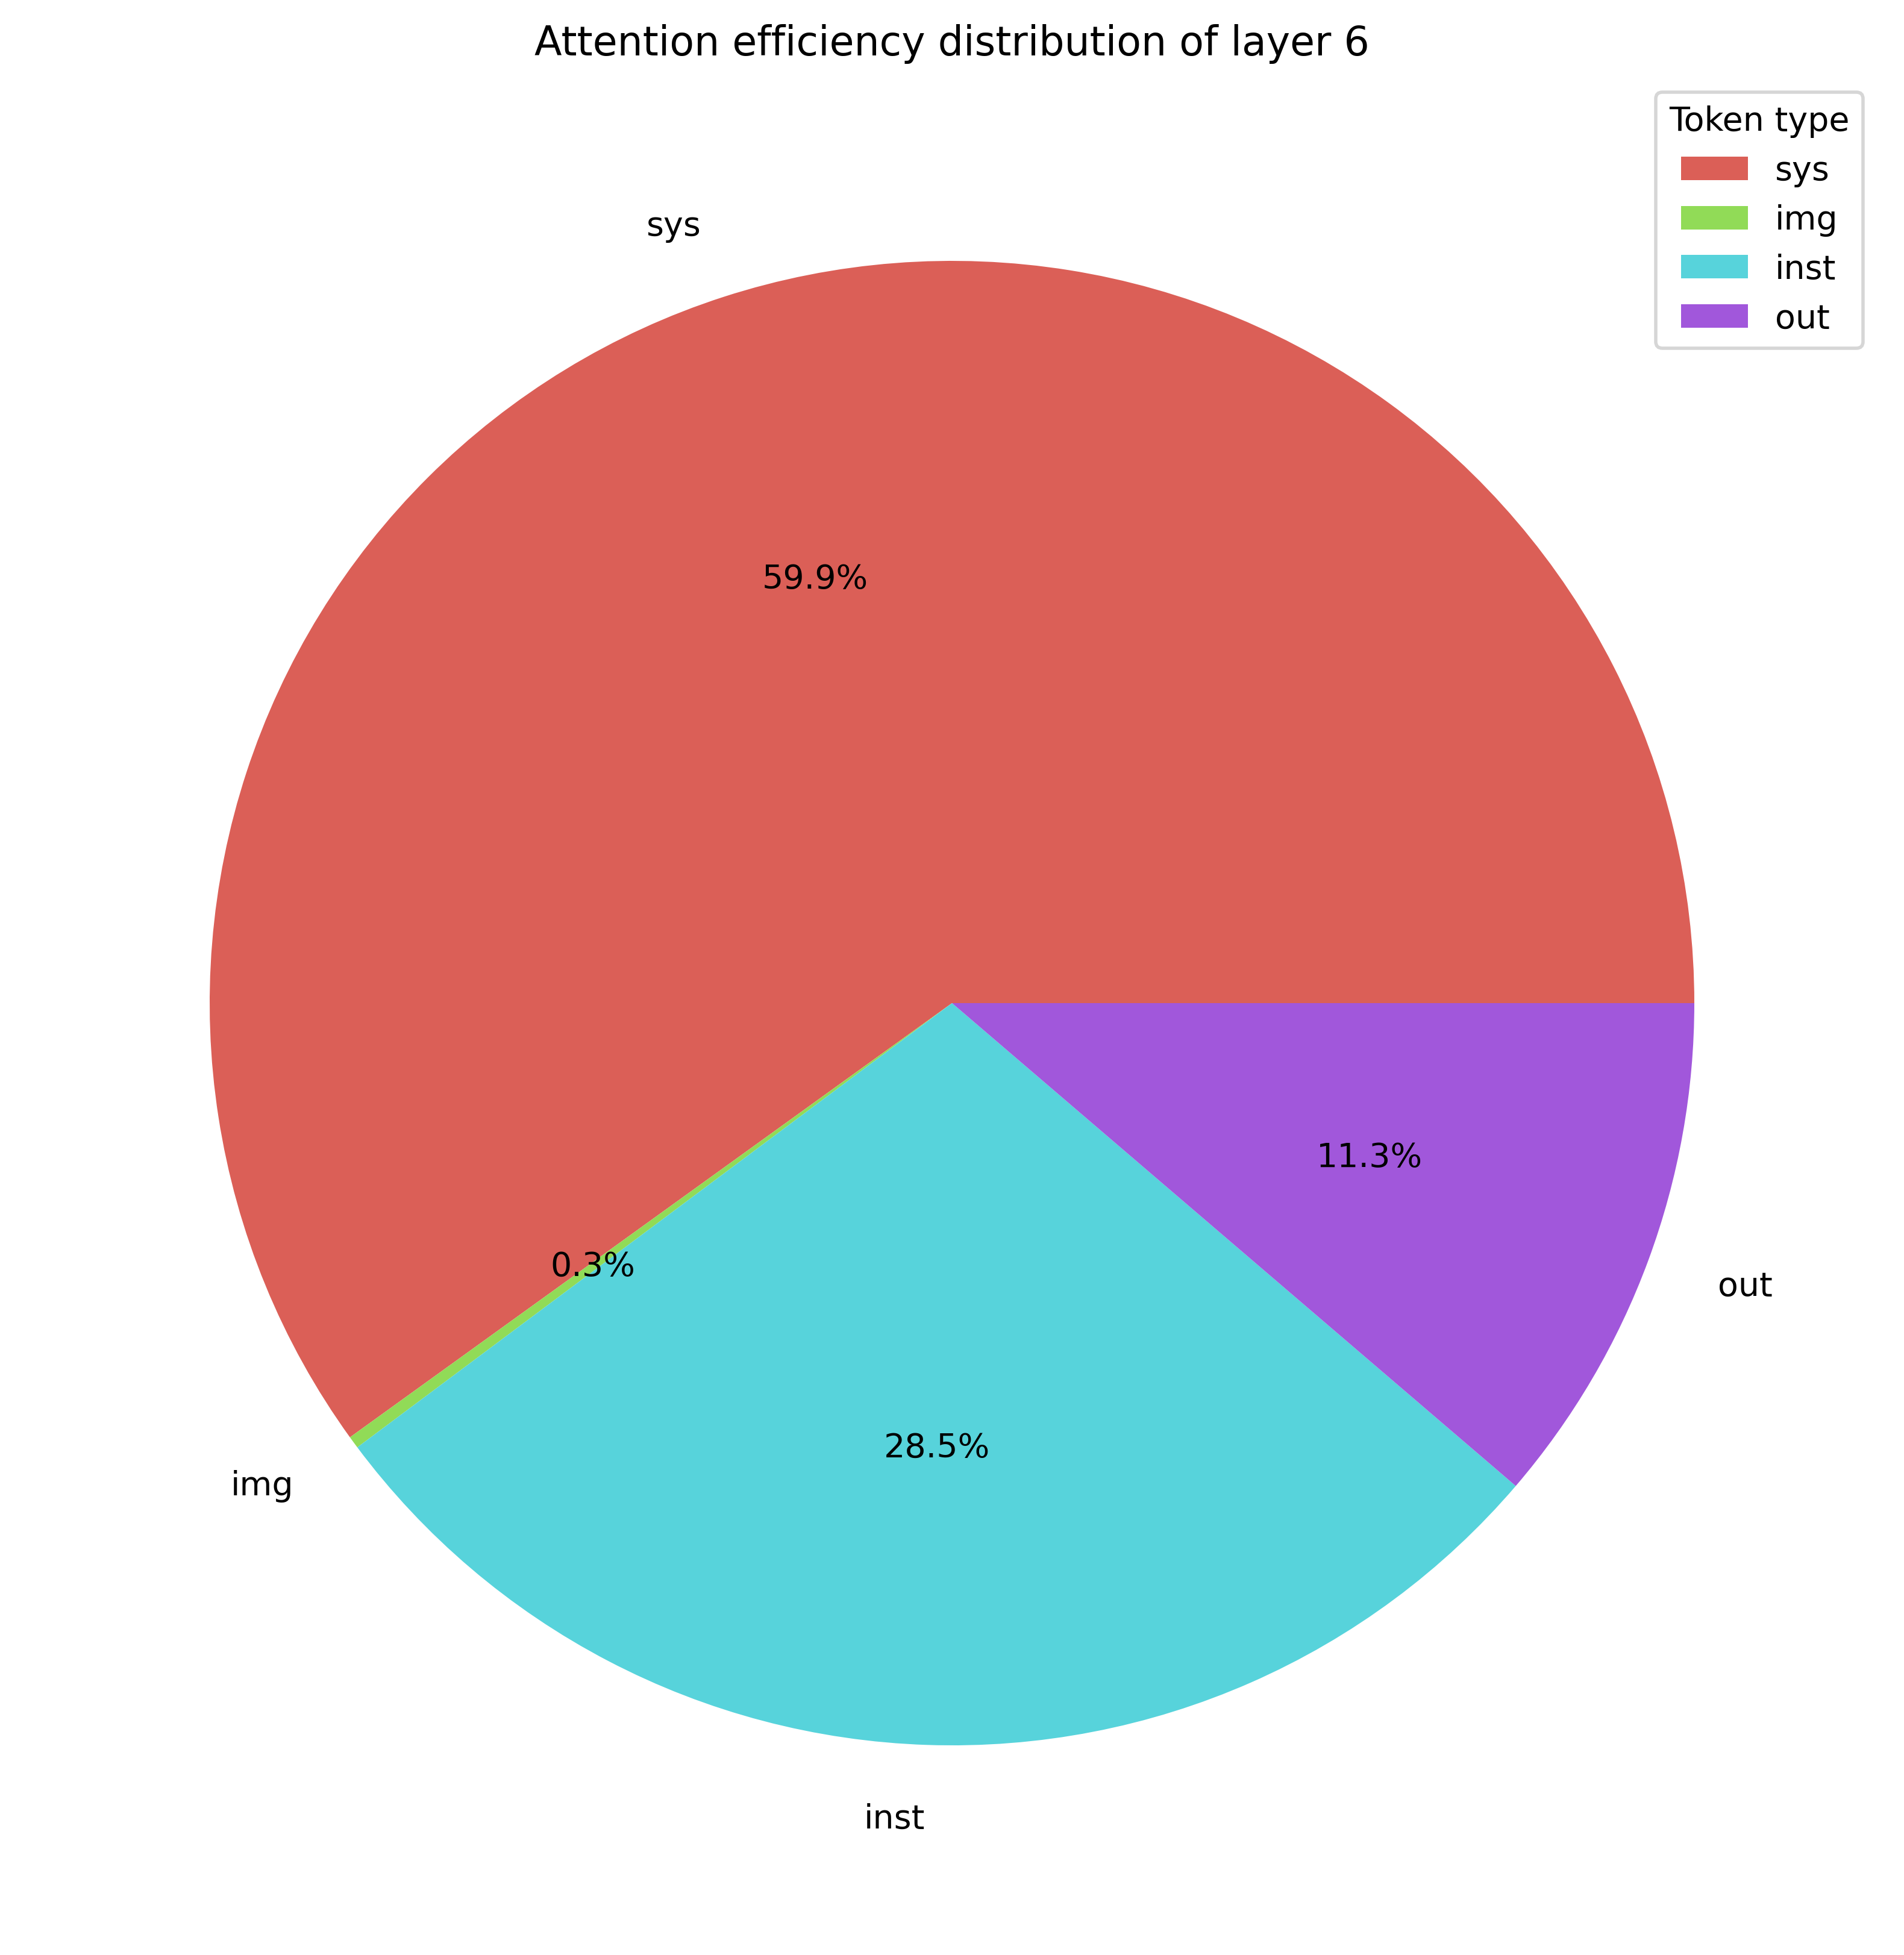 Attention efficiency distribution of layer 6
Token type
sys
img
inst
out
sys
59.9%
11.3%
0.3%
out
28.5%
img
inst